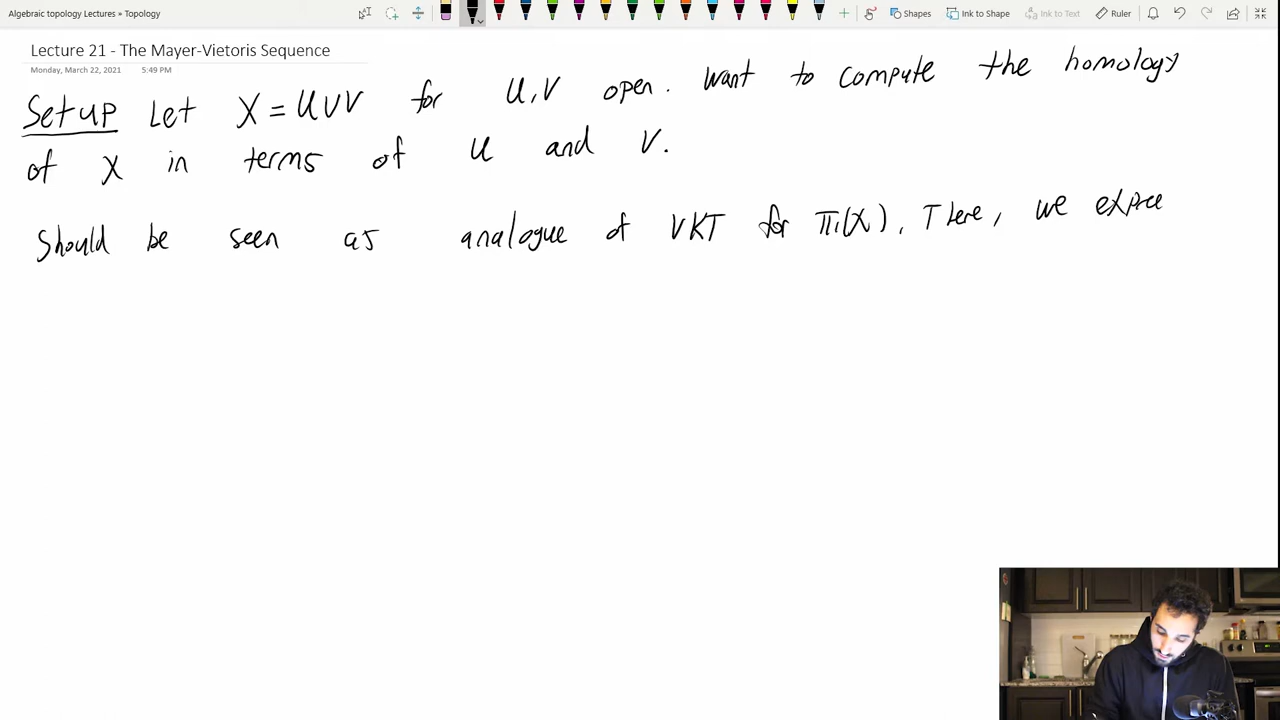 Algebraic topology Lectures » Topology
Shapes Ink to Shape Ink to Text Ruler
Lecture 21 - The Mayer-Vietoris Sequence
Monday, March 22, 2021 5:49 PM
Setup Let X = U∪V for U,V open. Want to compute the homology
of X in terms of U and V.
Should be seen as analogue of VKT for π₁(X). There, we expre